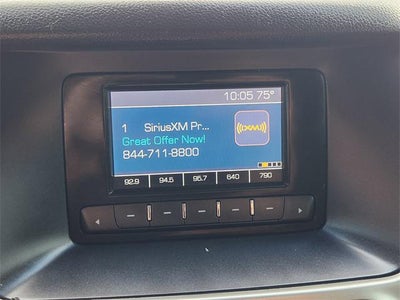 10:05 75°
1 SiriusXM Pr...
Great Offer Now!
844-711-8800
((XM))
92.9 94.5 95.7 640 790